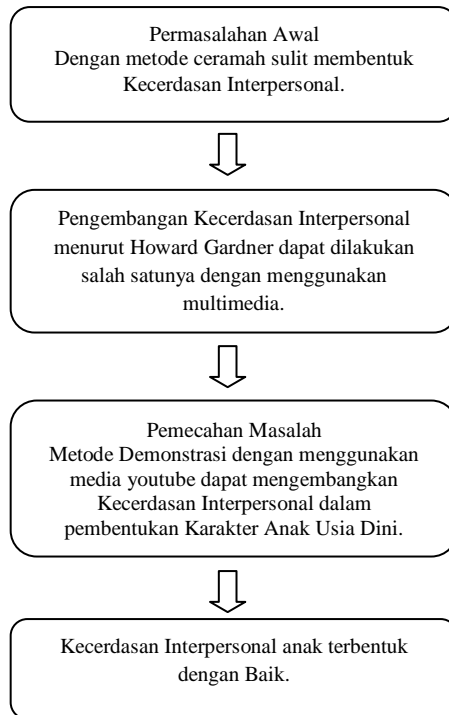 Permasalahan Awal
Dengan metode ceramah sulit membentuk
Kecerdasan Interpersonal.
Pengembangan Kecerdasan Interpersonal
menurut Howard Gardner dapat dilakukan
salah satunya dengan menggunakan
multimedia.
Pemecahan Masalah
Metode Demonstrasi dengan menggunakan
media youtube dapat mengembangkan
Kecerdasan Interpersonal dalam
pembentukan Karakter Anak Usia Dini.
Kecerdasan Interpersonal anak terbentuk
dengan Baik.